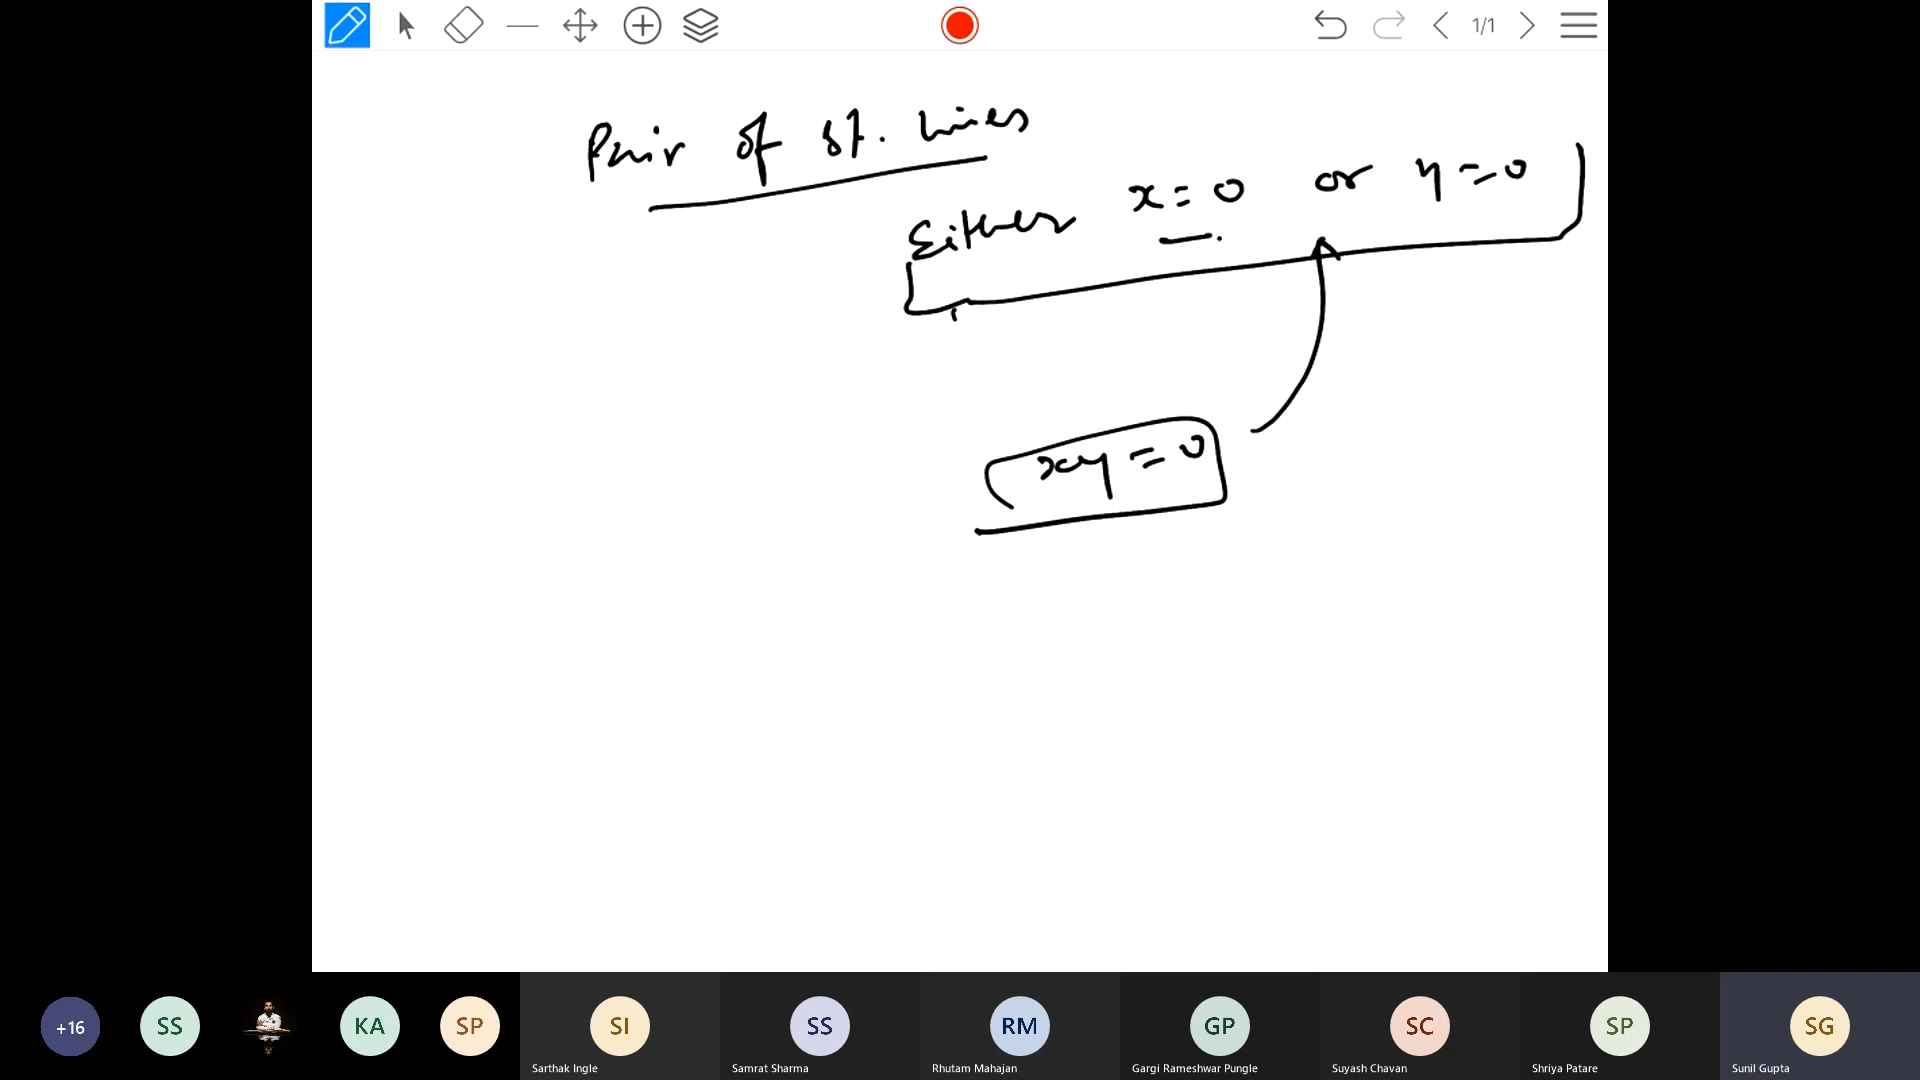 1/1
Pair of st. Lines
Either x = 0 or y = 0
xy = 0
+16
SS
KA
SP
SI
SS
RM
GP
SC
SP
SG
Sarthak Ingle
Samrat Sharma
Rhutam Mahajan
Gargi Rameshwar Pungle
Suyash Chavan
Shriya Patare
Sunil Gupta